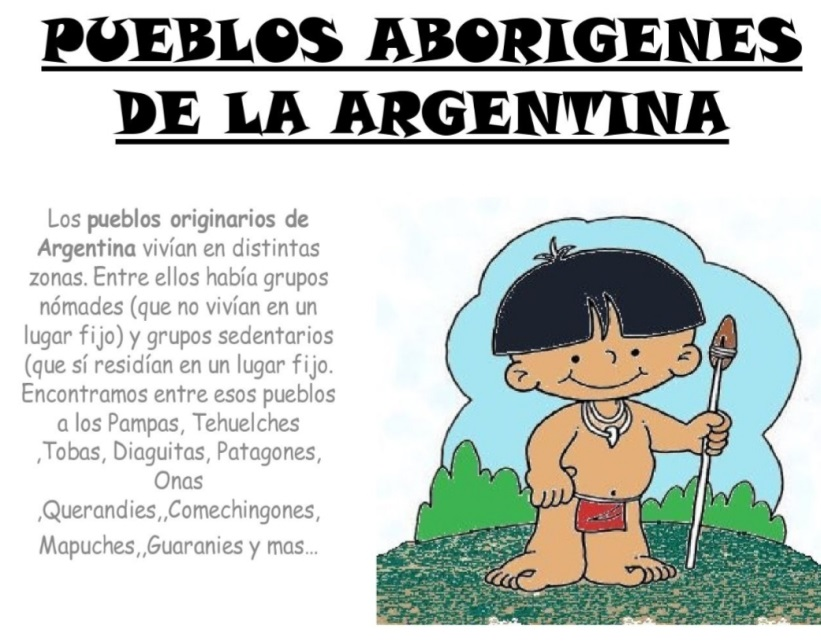 PUEBLOS ABORIGENES
DE LA ARGENTINA
Los pueblos originarios de
Argentina vivían en distintas
zonas. Entre ellos había grupos
nómades (que no vivían en un
lugar fijo) y grupos sedentarios
(que sí residían en un lugar fijo.
Encontramos entre esos pueblos
a los Pampas, Tehuelches
,Tobas, Diaguitas, Patagones,
Onas
,Querandies,,Comechingones,
Mapuches,,Guaranies y mas...